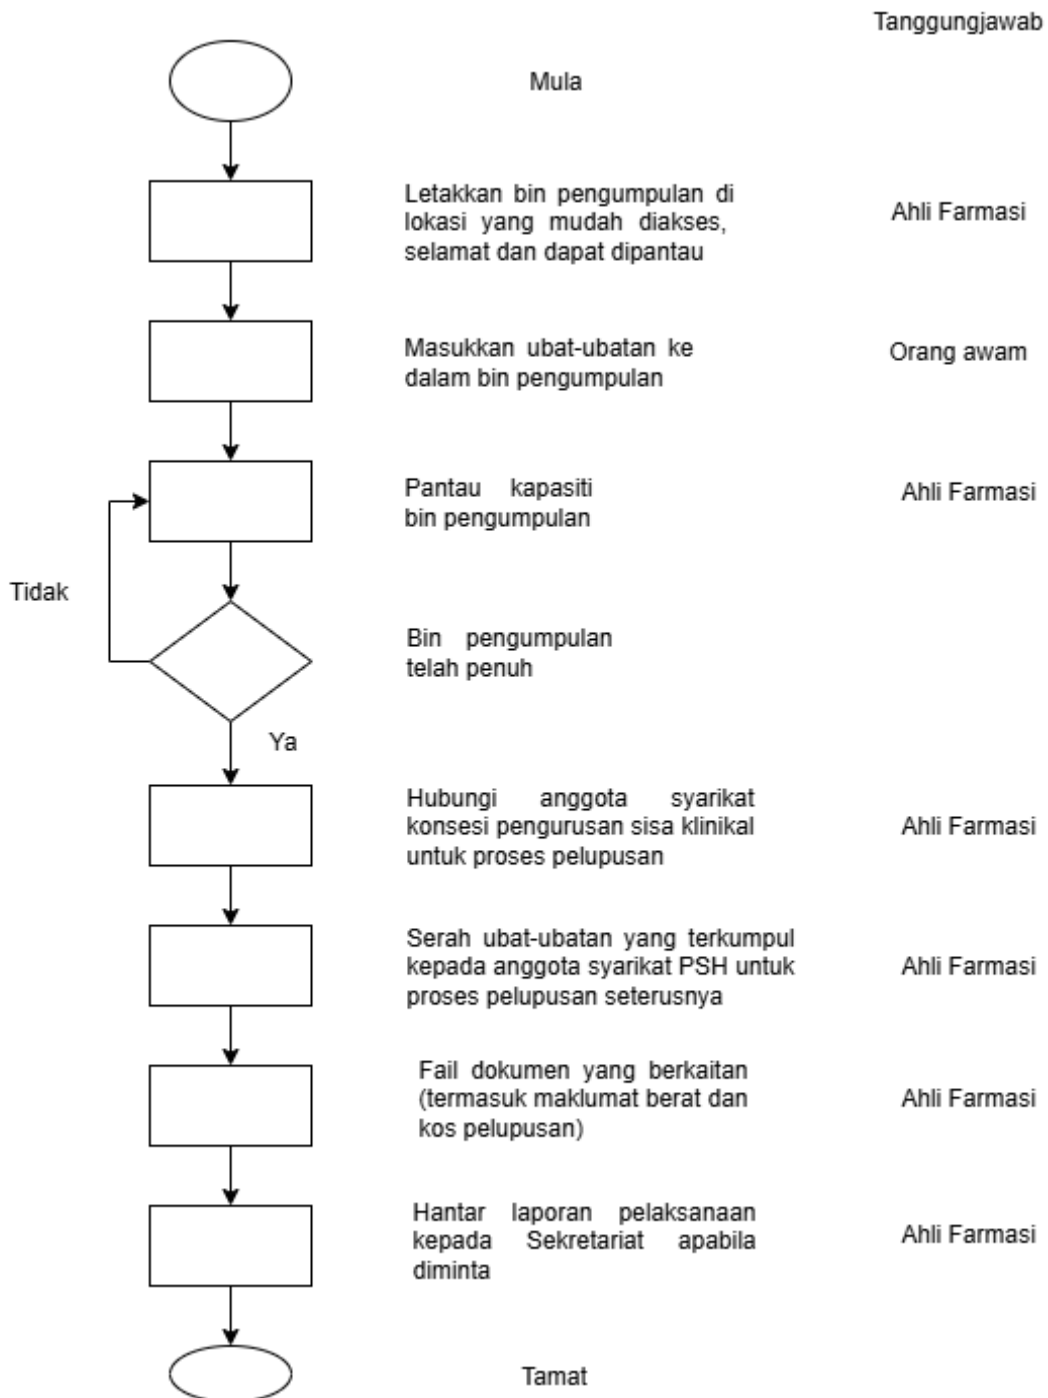 Tanggungjawab
Mula
Letakkan bin pengumpulan di
lokasi yang mudah diakses,
selamat dan dapat dipantau
Ahli Farmasi
Masukkan ubat-ubatan ke
dalam bin pengumpulan
Orang awam
Pantau kapasiti
bin pengumpulan
Ahli Farmasi
Tidak
Bin pengumpulan
telah penuh
Ya
Hubungi anggota syarikat
konsesi pengurusan sisa klinikal
untuk proses pelupusan
Ahli Farmasi
Serah ubat-ubatan yang terkumpul
kepada anggota syarikat PSH untuk
proses pelupusan seterusnya
Ahli Farmasi
Fail dokumen yang berkaitan
(termasuk maklumat berat dan
kos pelupusan)
Ahli Farmasi
Hantar laporan pelaksanaan
kepada Sekretariat apabila
diminta
Ahli Farmasi
Tamat